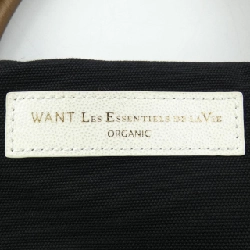 WANT LES ESSENTIELS DE LA VIE
ORGANIC